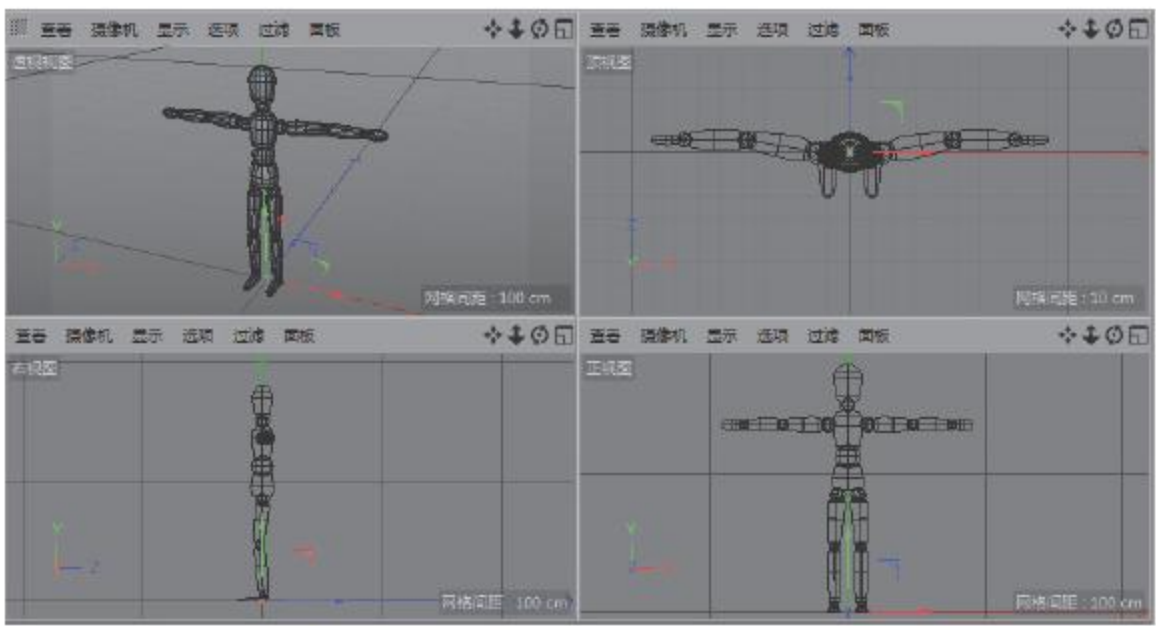 查看 摄像机 显示 选项 过滤 面板
查看 摄像机 显示 选项 过滤 面板
透视视图
顶视图
Y
Z
网格间距 : 100 cm
网格间距 : 10 cm
查看 摄像机 显示 选项 过滤 面板
查看 摄像机 显示 选项 过滤 面板
右视图
正视图
Y
Y
Z
网格间距 : 100 cm
网格间距 : 100 cm